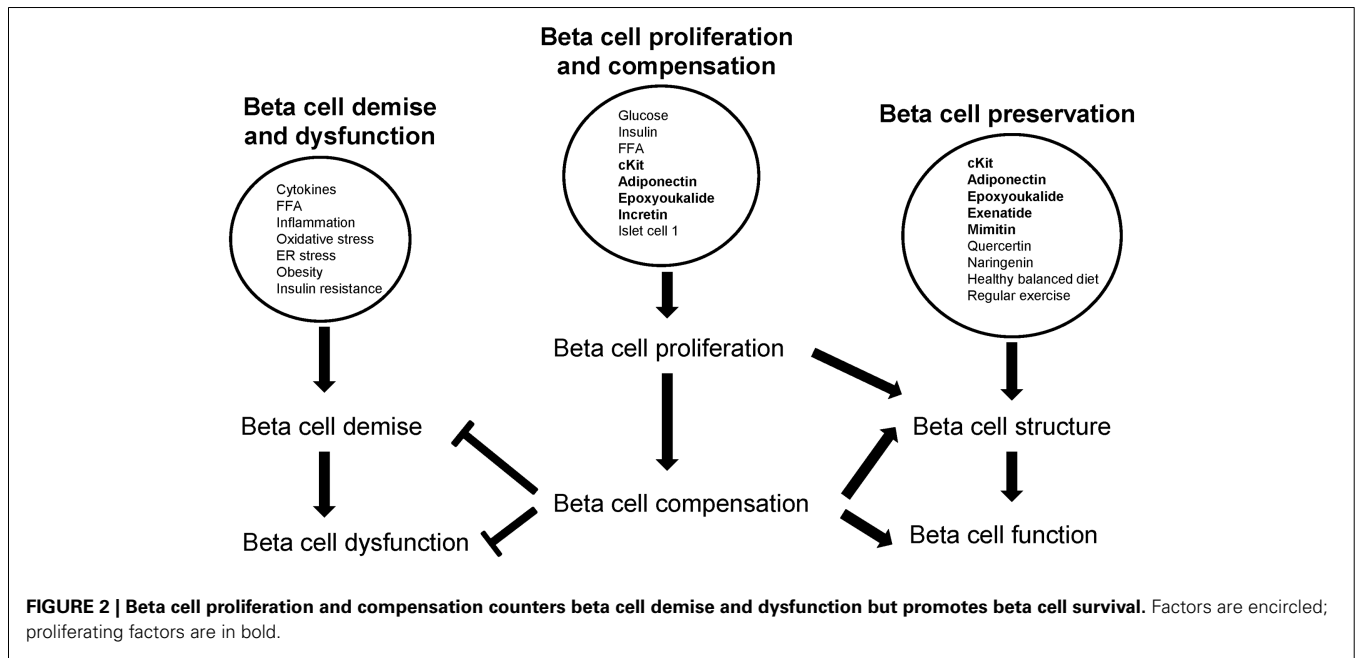 Beta cell proliferation
and compensation
Beta cell demise
and dysfunction
Beta cell preservation
Glucose
Insulin
FFA
cKit
Adiponectin
Epoxyoukalide
Incretin
Islet cell 1
Cytokines
FFA
Inflammation
Oxidative stress
ER stress
Obesity
Insulin resistance
cKit
Adiponectin
Epoxyoukalide
Exenatide
Mimitin
Quercertin
Naringenin
Healthy balanced diet
Regular exercise
Beta cell proliferation
Beta cell demise
Beta cell structure
Beta cell compensation
Beta cell dysfunction
Beta cell function
FIGURE 2 | Beta cell proliferation and compensation counters beta cell demise and dysfunction but promotes beta cell survival. Factors are encircled;
proliferating factors are in bold.